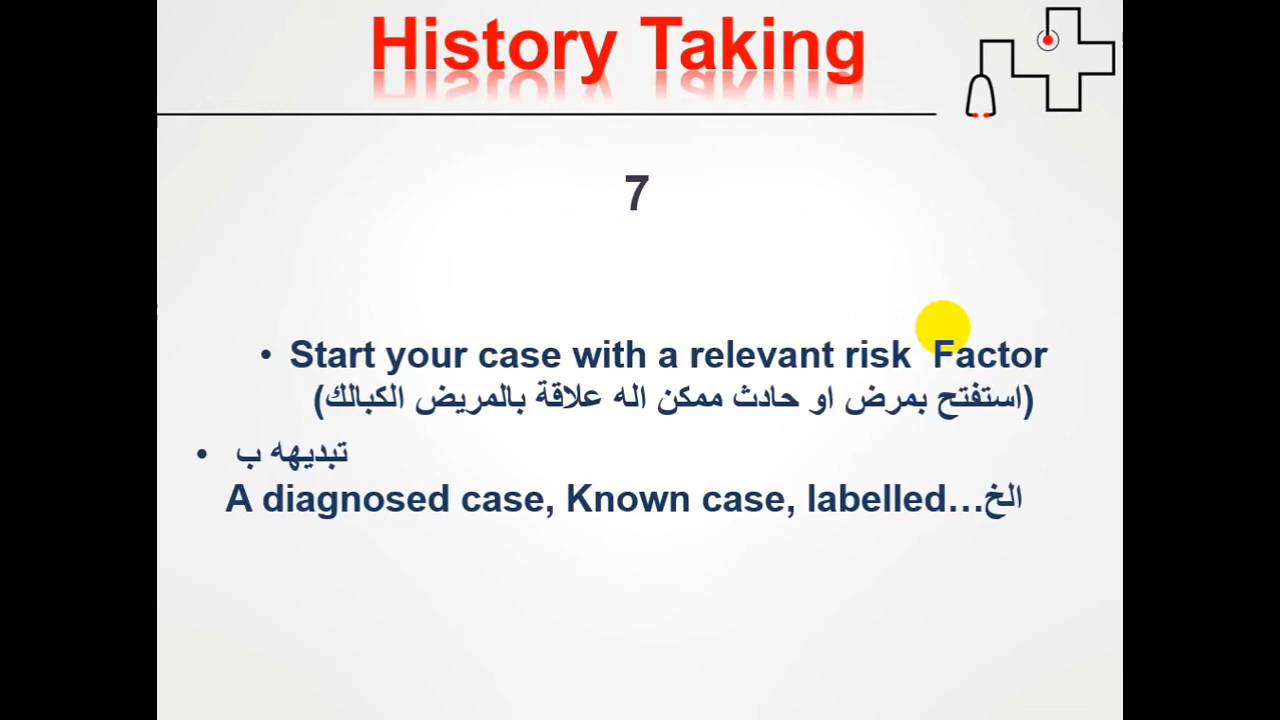 History Taking
7
• Start your case with a relevant risk Factor
(استفتح بمرض او حادث ممكن اله علاقة بالمريض الكبالك)
• تبديهه ب
A diagnosed case, Known case, labelled...الخ